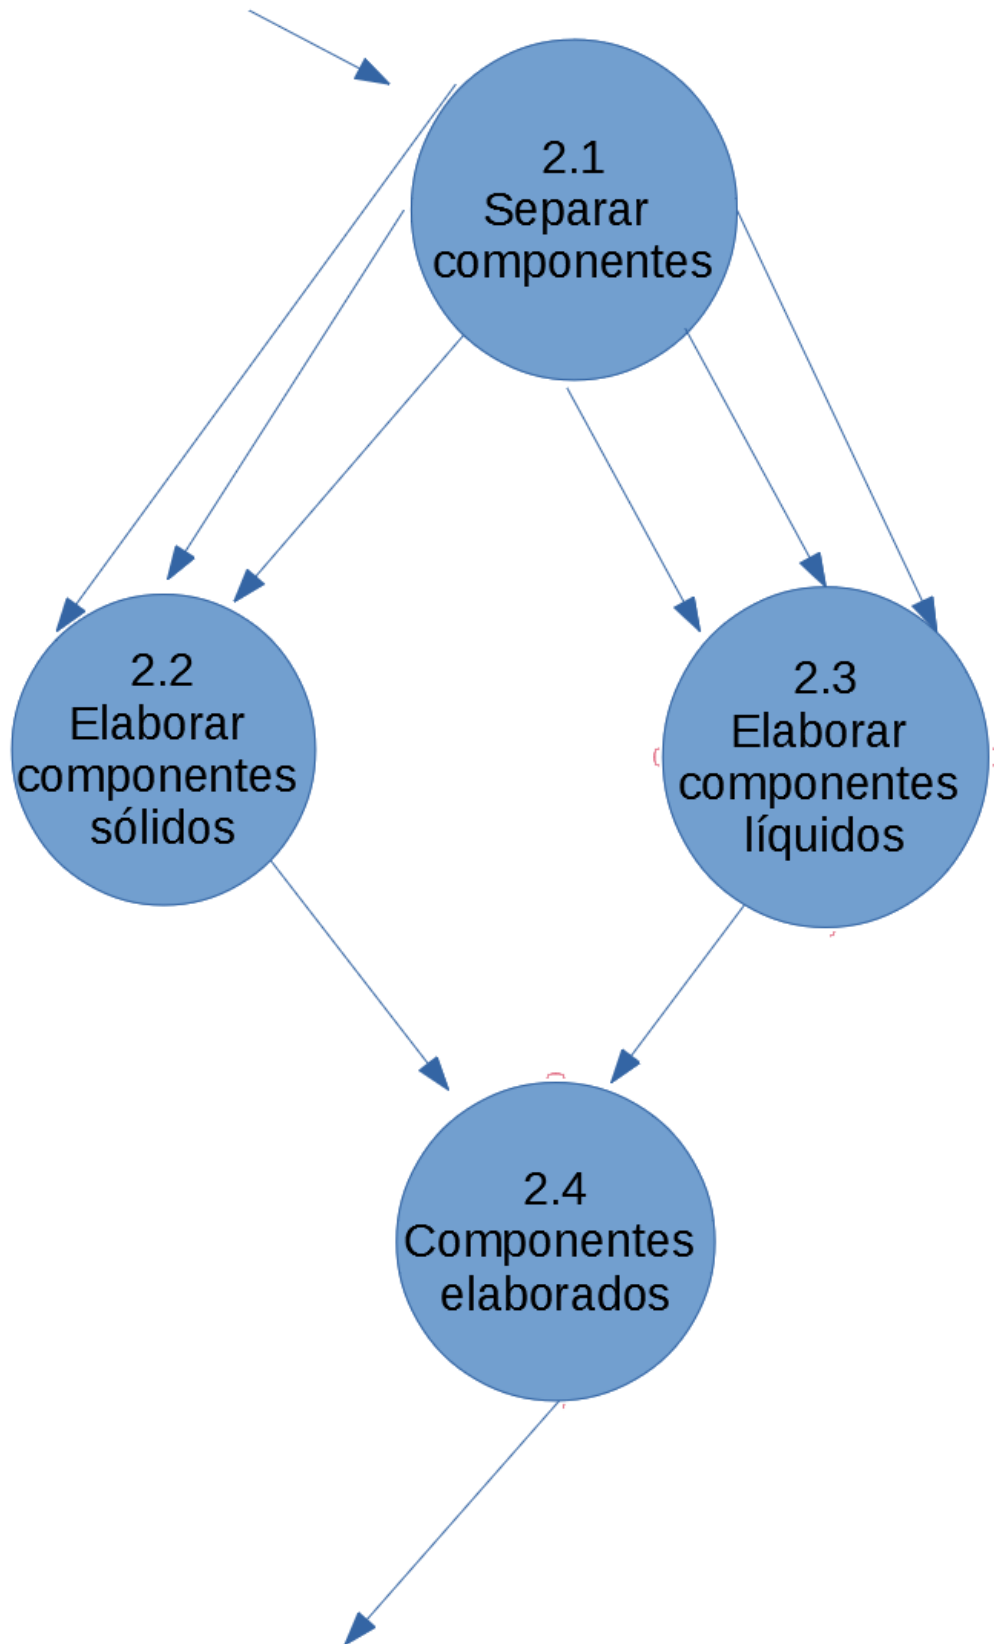 2.1
Separar
componentes
2.2
Elaborar
componentes
sólidos
2.3
Elaborar
componentes
líquidos
2.4
Componentes
elaborados